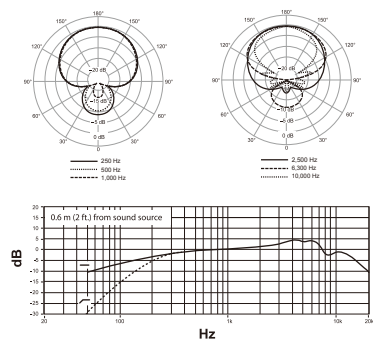 180°
150°
150°
120°
120°
90°
90°
60°
60°
30°
30°
0°
−20 dB
−15 dB
−10 dB
−5 dB
0 dB
250 Hz
500 Hz
1,000 Hz
180°
150°
150°
120°
120°
90°
90°
60°
60°
30°
30°
0°
−20 dB
−15 dB
−10 dB
−5 dB
0 dB
2,500 Hz
6,300 Hz
10,000 Hz
0.6 m (2 ft.) from sound source
dB
20
15
10
5
0
-5
-10
-15
-20
-25
-30
20
100
1k
10k
20k
Hz